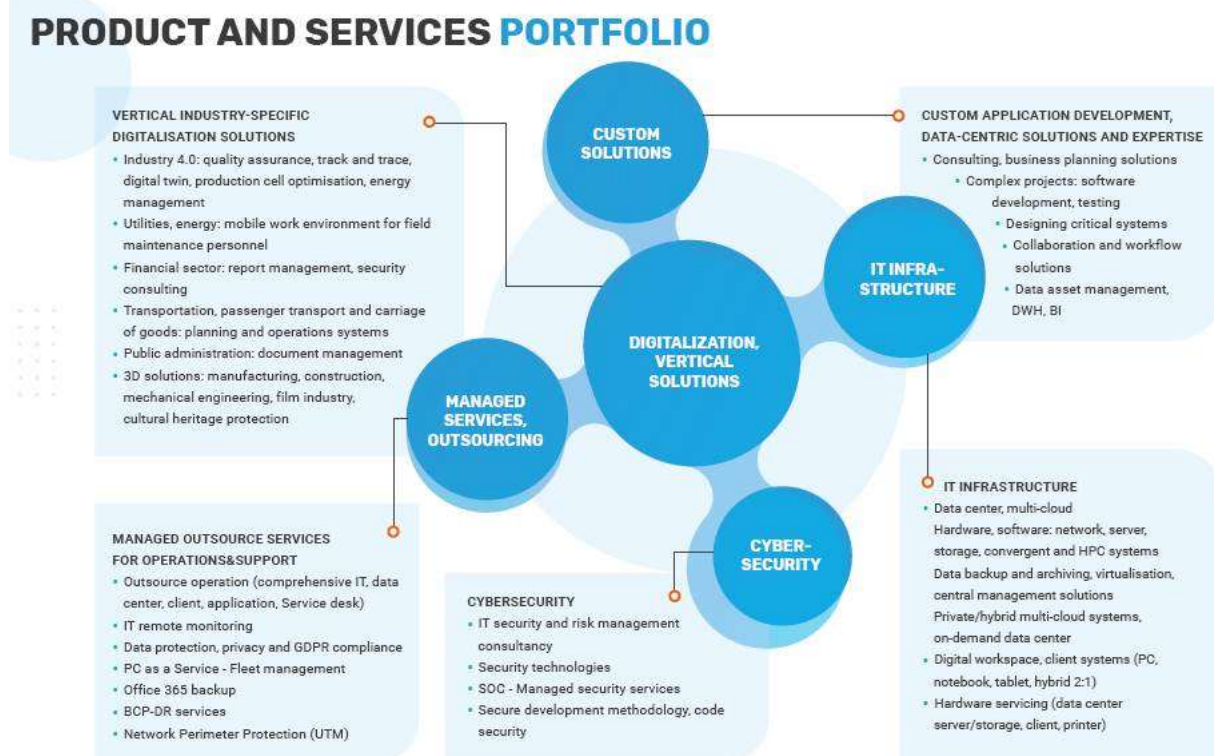 PRODUCT AND SERVICES PORTFOLIO
VERTICAL INDUSTRY-SPECIFIC
DIGITALISATION SOLUTIONS
• Industry 4.0: quality assurance, track and trace,
digital twin, production cell optimisation, energy
management
• Utilities, energy: mobile work environment for field
maintenance personnel
• Financial sector: report management, security
consulting
• Transportation, passenger transport and carriage
of goods: planning and operations systems
• Public administration: document management
• 3D solutions: manufacturing, construction,
mechanical engineering, film industry,
cultural heritage protection
CUSTOM
SOLUTIONS
CUSTOM APPLICATION DEVELOPMENT,
DATA-CENTRIC SOLUTIONS AND EXPERTISE
• Consulting, business planning solutions
• Complex projects: software
development, testing
• Designing critical systems
• Collaboration and workflow
solutions
• Data asset management,
DWH, BI
IT INFRA-
STRUCTURE
DIGITALIZATION,
VERTICAL
SOLUTIONS
MANAGED
SERVICES,
OUTSOURCING
CYBER-
SECURITY
MANAGED OUTSOURCE SERVICES
FOR OPERATIONS&SUPPORT
• Outsource operation (comprehensive IT, data
center, client, application, Service desk)
• IT remote monitoring
• Data protection, privacy and GDPR compliance
• PC as a Service - Fleet management
• Office 365 backup
• BCP-DR services
• Network Perimeter Protection (UTM)
CYBERSECURITY
• IT security and risk management
consultancy
• Security technologies
• SOC - Managed security services
• Secure development methodology, code
security
IT INFRASTRUCTURE
• Data center, multi-cloud
Hardware, software: network, server,
storage, convergent and HPC systems
Data backup and archiving, virtualisation,
central management solutions
Private/hybrid multi-cloud systems,
on-demand data center
• Digital workspace, client systems (PC,
notebook, tablet, hybrid 2:1)
• Hardware servicing (data center
server/storage, client, printer)